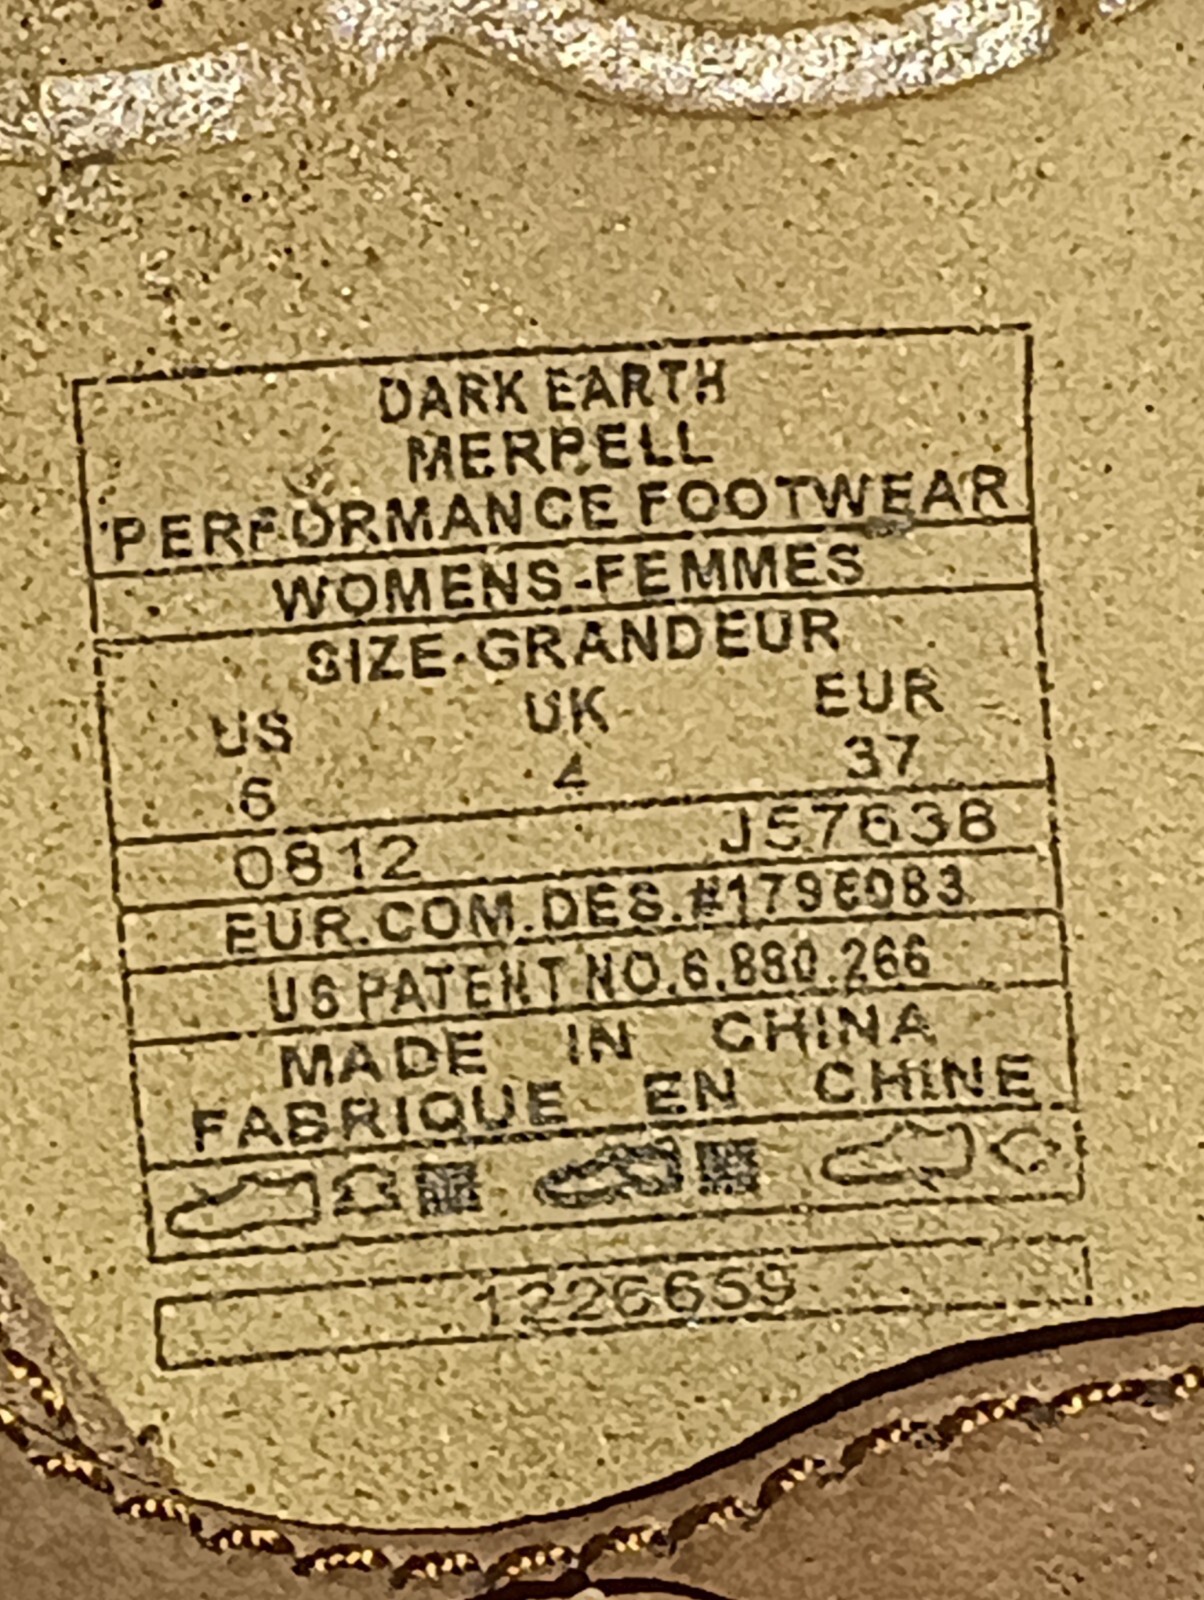 DARK EARTH
MERRELL
PERFORMANCE FOOTWEAR
WOMENS-FEMMES
SIZE-GRANDEUR
US UK EUR
6 4 37
0812 J57638
EUR.COM.DES.#1796083
US PATENT NO.6.880.266
MADE IN CHINA
FABRIQUE EN CHINE
1226659